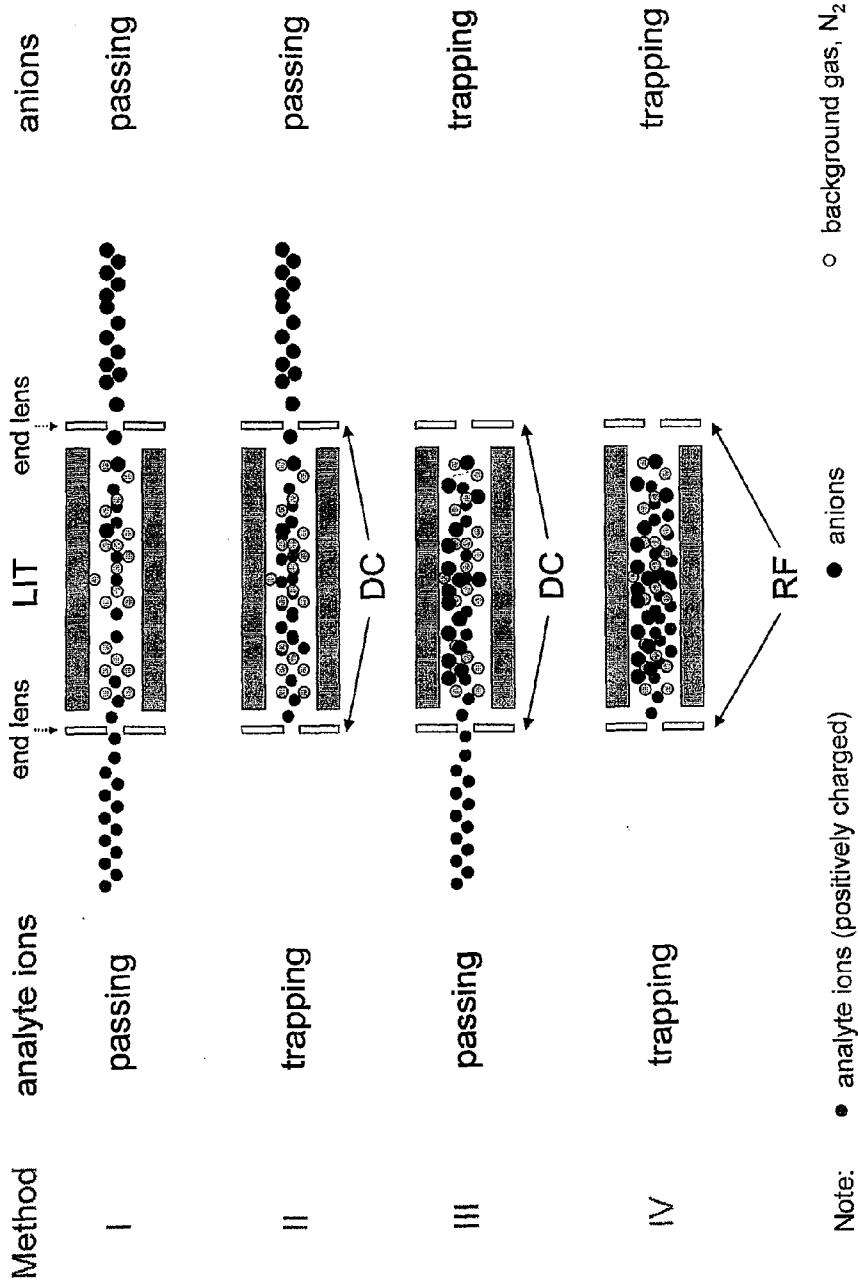 Method analyte ions end lens LIT end lens anions
I passing passing
II trapping passing
DC
III passing trapping
DC
IV trapping trapping
RF
Note: analyte ions (positively charged) anions background gas, N₂